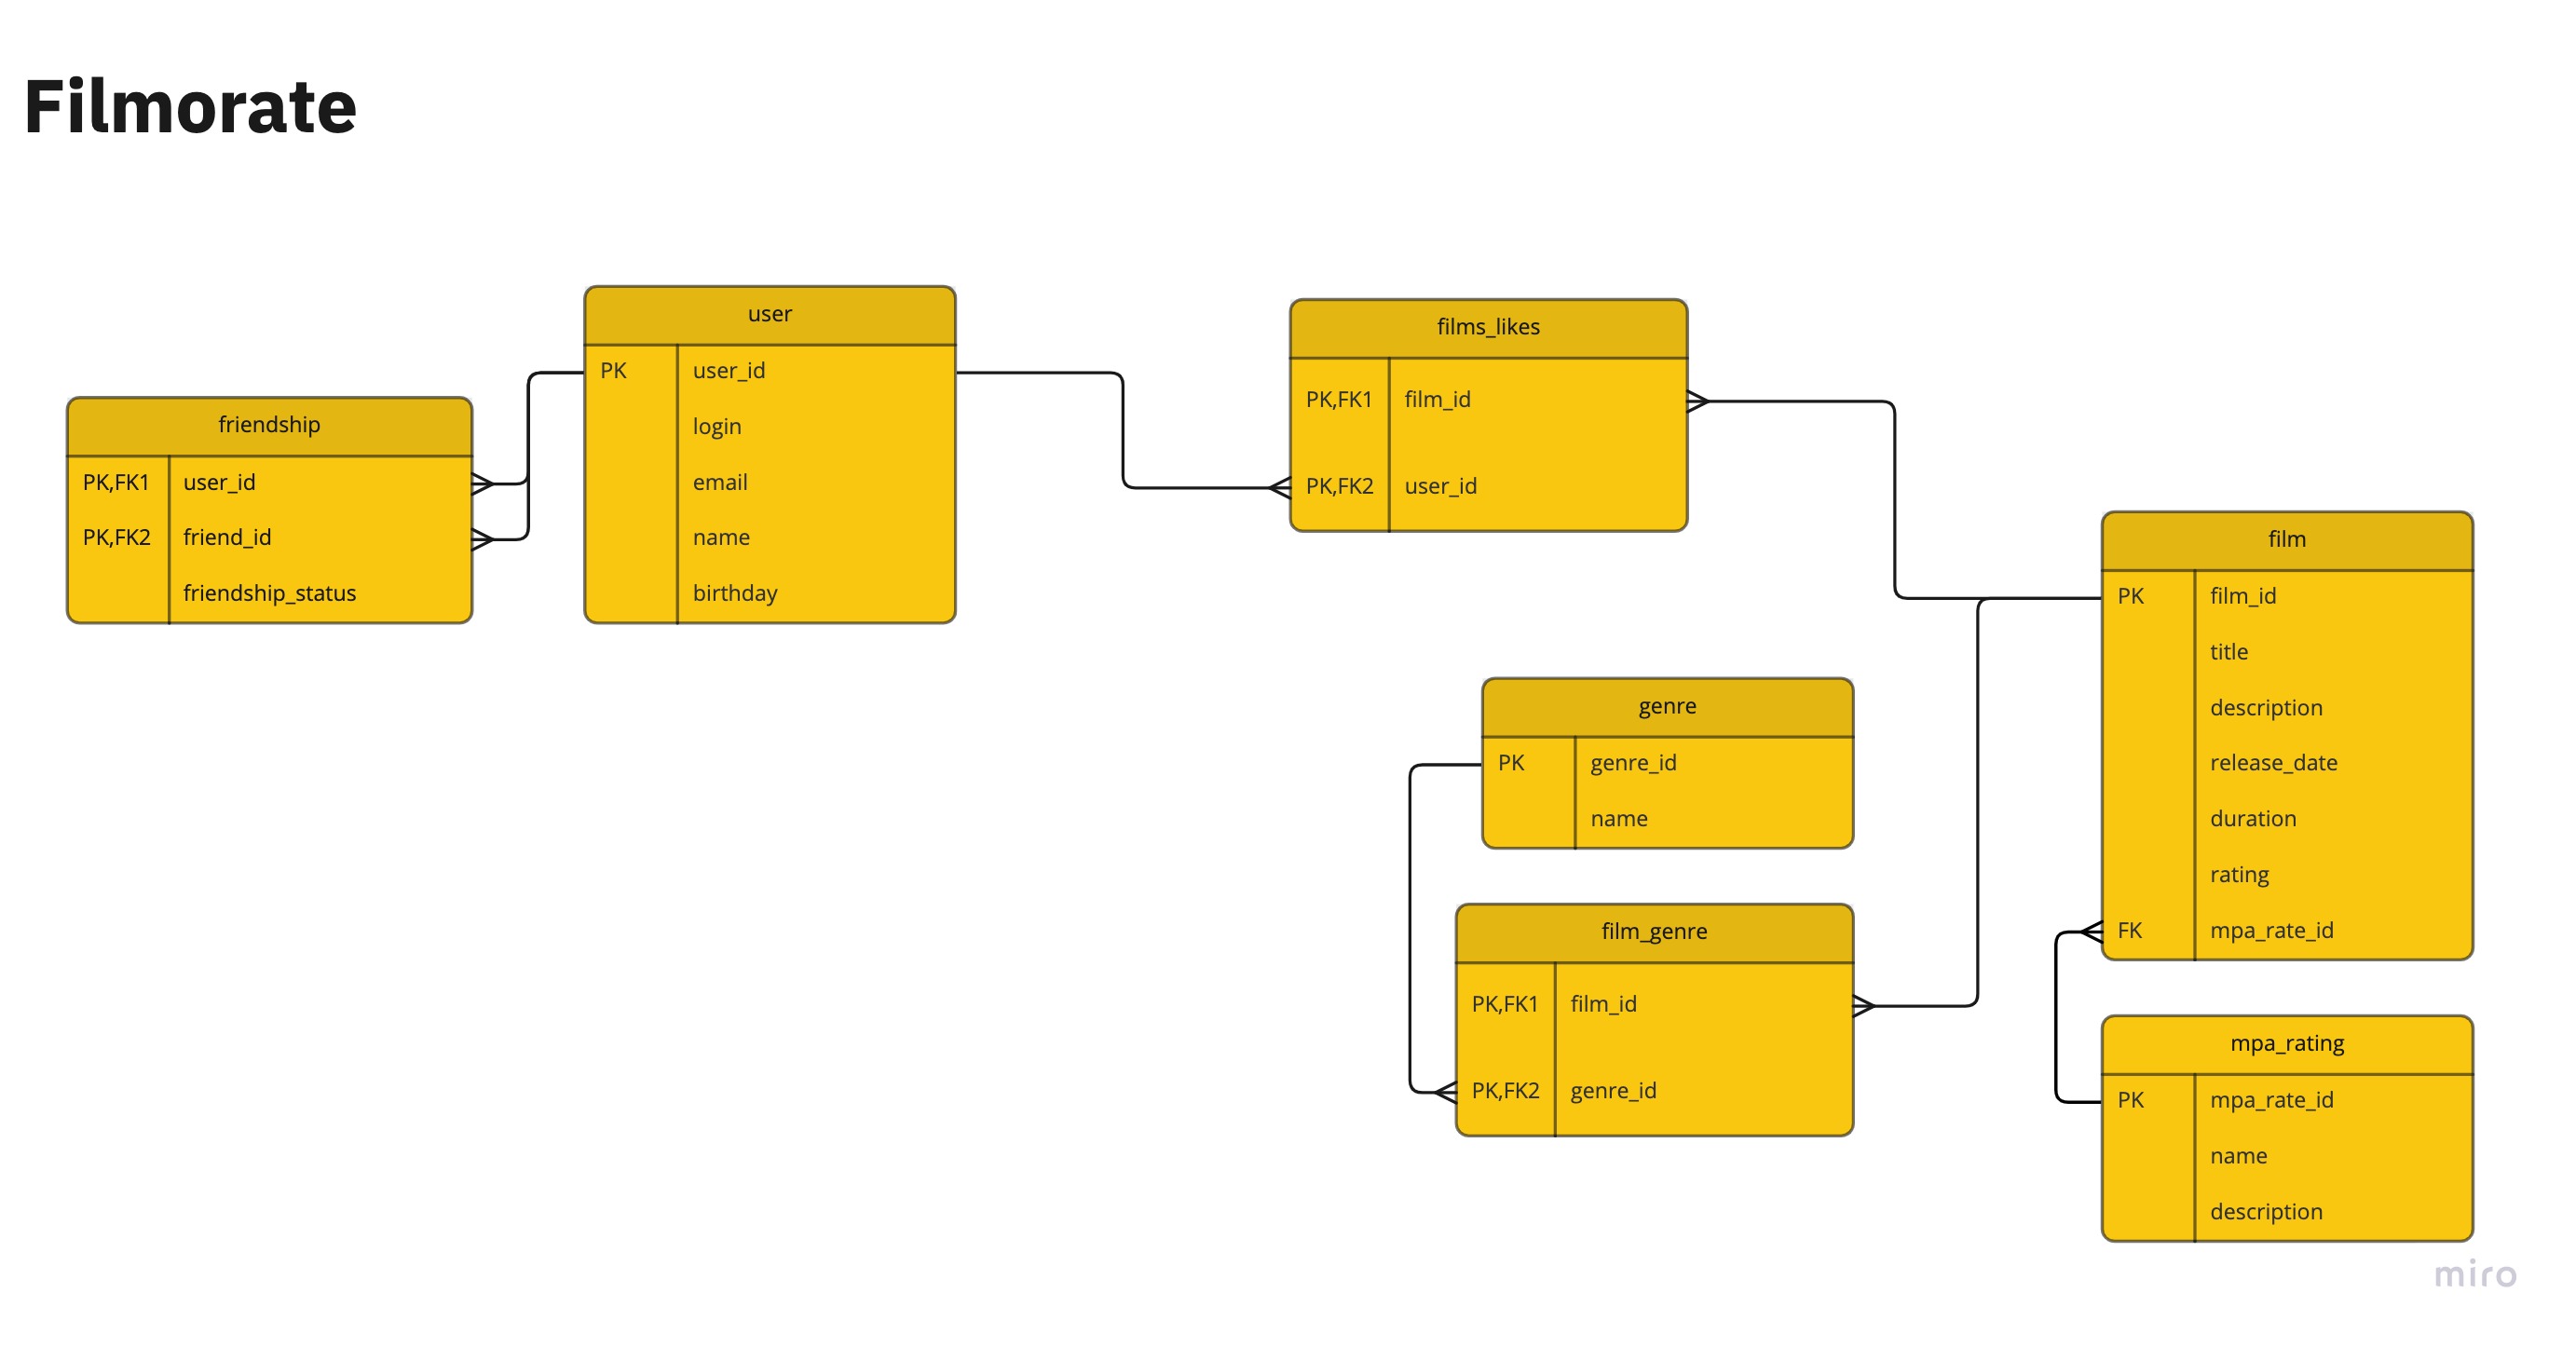 Filmorate
friendship
PK,FK1 user_id
PK,FK2 friend_id
friendship_status
user
PK user_id
login
email
name
birthday
films_likes
PK,FK1 film_id
PK,FK2 user_id
genre
PK genre_id
name
film_genre
PK,FK1 film_id
PK,FK2 genre_id
film
PK film_id
title
description
release_date
duration
rating
FK mpa_rate_id
mpa_rating
PK mpa_rate_id
name
description
miro